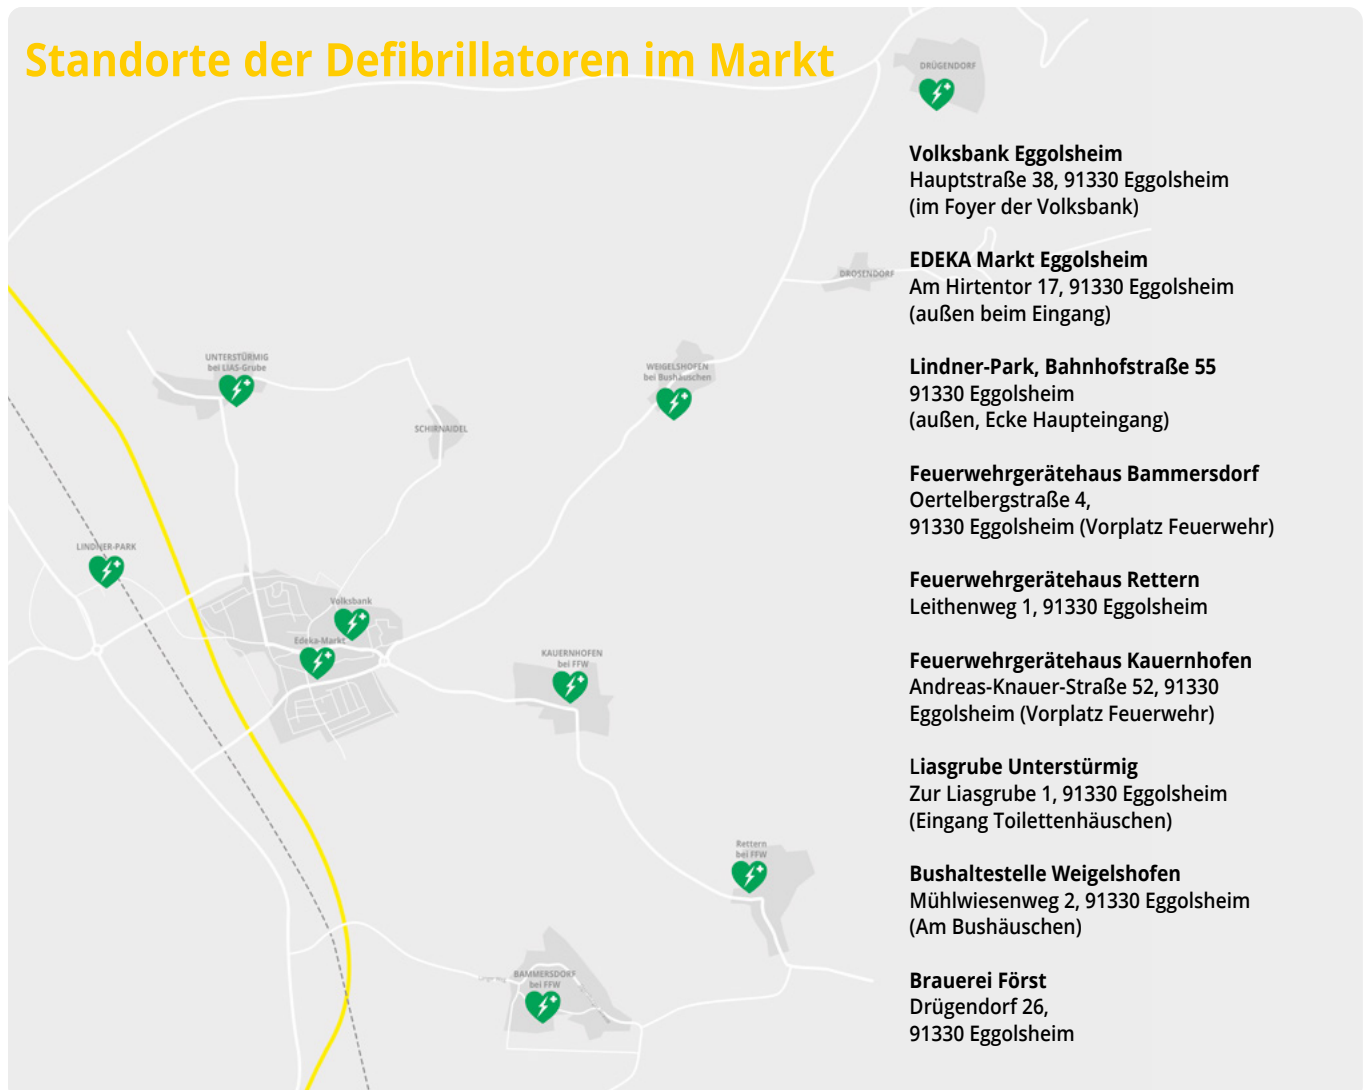 Standorte der Defibrillatoren im Markt
DRÜGENDORF
Volksbank Eggolsheim
Hauptstraße 38, 91330 Eggolsheim
(im Foyer der Volksbank)
DROSENDORF
EDEKA Markt Eggolsheim
Am Hirtentor 17, 91330 Eggolsheim
(außen beim Eingang)
UNTERSTÜRMIG
bei LIAS-Grube
WEIGELSHOFEN
bei Bushäuschen
SCHIRNAIDEL
Lindner-Park, Bahnhofstraße 55
91330 Eggolsheim
(außen, Ecke Haupteingang)
Feuerwehrgerätehaus Bammersdorf
Oertelbergstraße 4,
91330 Eggolsheim (Vorplatz Feuerwehr)
LINDNER-PARK
Volksbank
Edeka-Markt
KAUERNHOFEN
bei FFW
Feuerwehrgerätehaus Rettern
Leithenweg 1, 91330 Eggolsheim
Feuerwehrgerätehaus Kauernhofen
Andreas-Knauer-Straße 52, 91330
Eggolsheim (Vorplatz Feuerwehr)
Liasgrube Unterstürmig
Zur Liasgrube 1, 91330 Eggolsheim
(Eingang Toilettenhäuschen)
Rettern
bei FFW
Bushaltestelle Weigelshofen
Mühlwiesenweg 2, 91330 Eggolsheim
(Am Bushäuschen)
BAMMERSDORF
bei FFW
Brauerei Först
Drügendorf 26,
91330 Eggolsheim